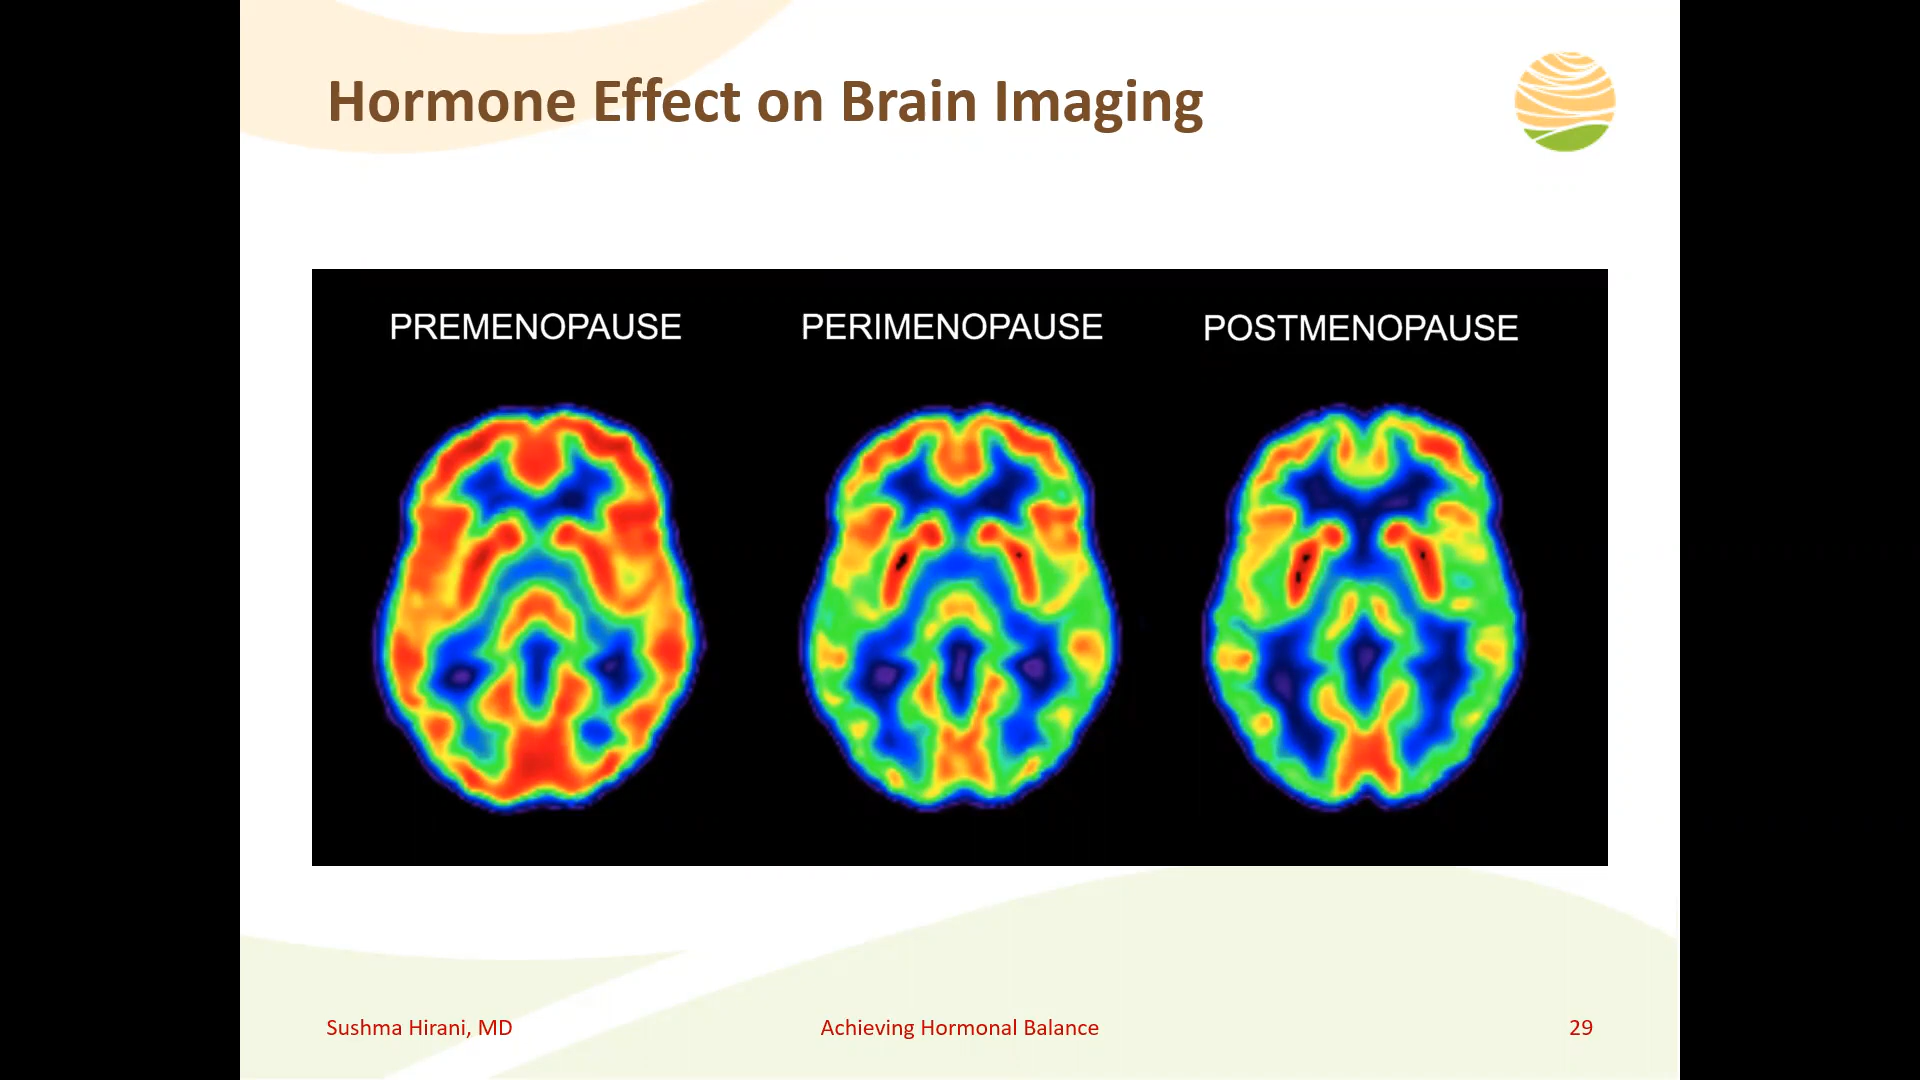 Hormone Effect on Brain Imaging
PREMENOPAUSE
PERIMENOPAUSE
POSTMENOPAUSE
Sushma Hirani, MD
Achieving Hormonal Balance
29